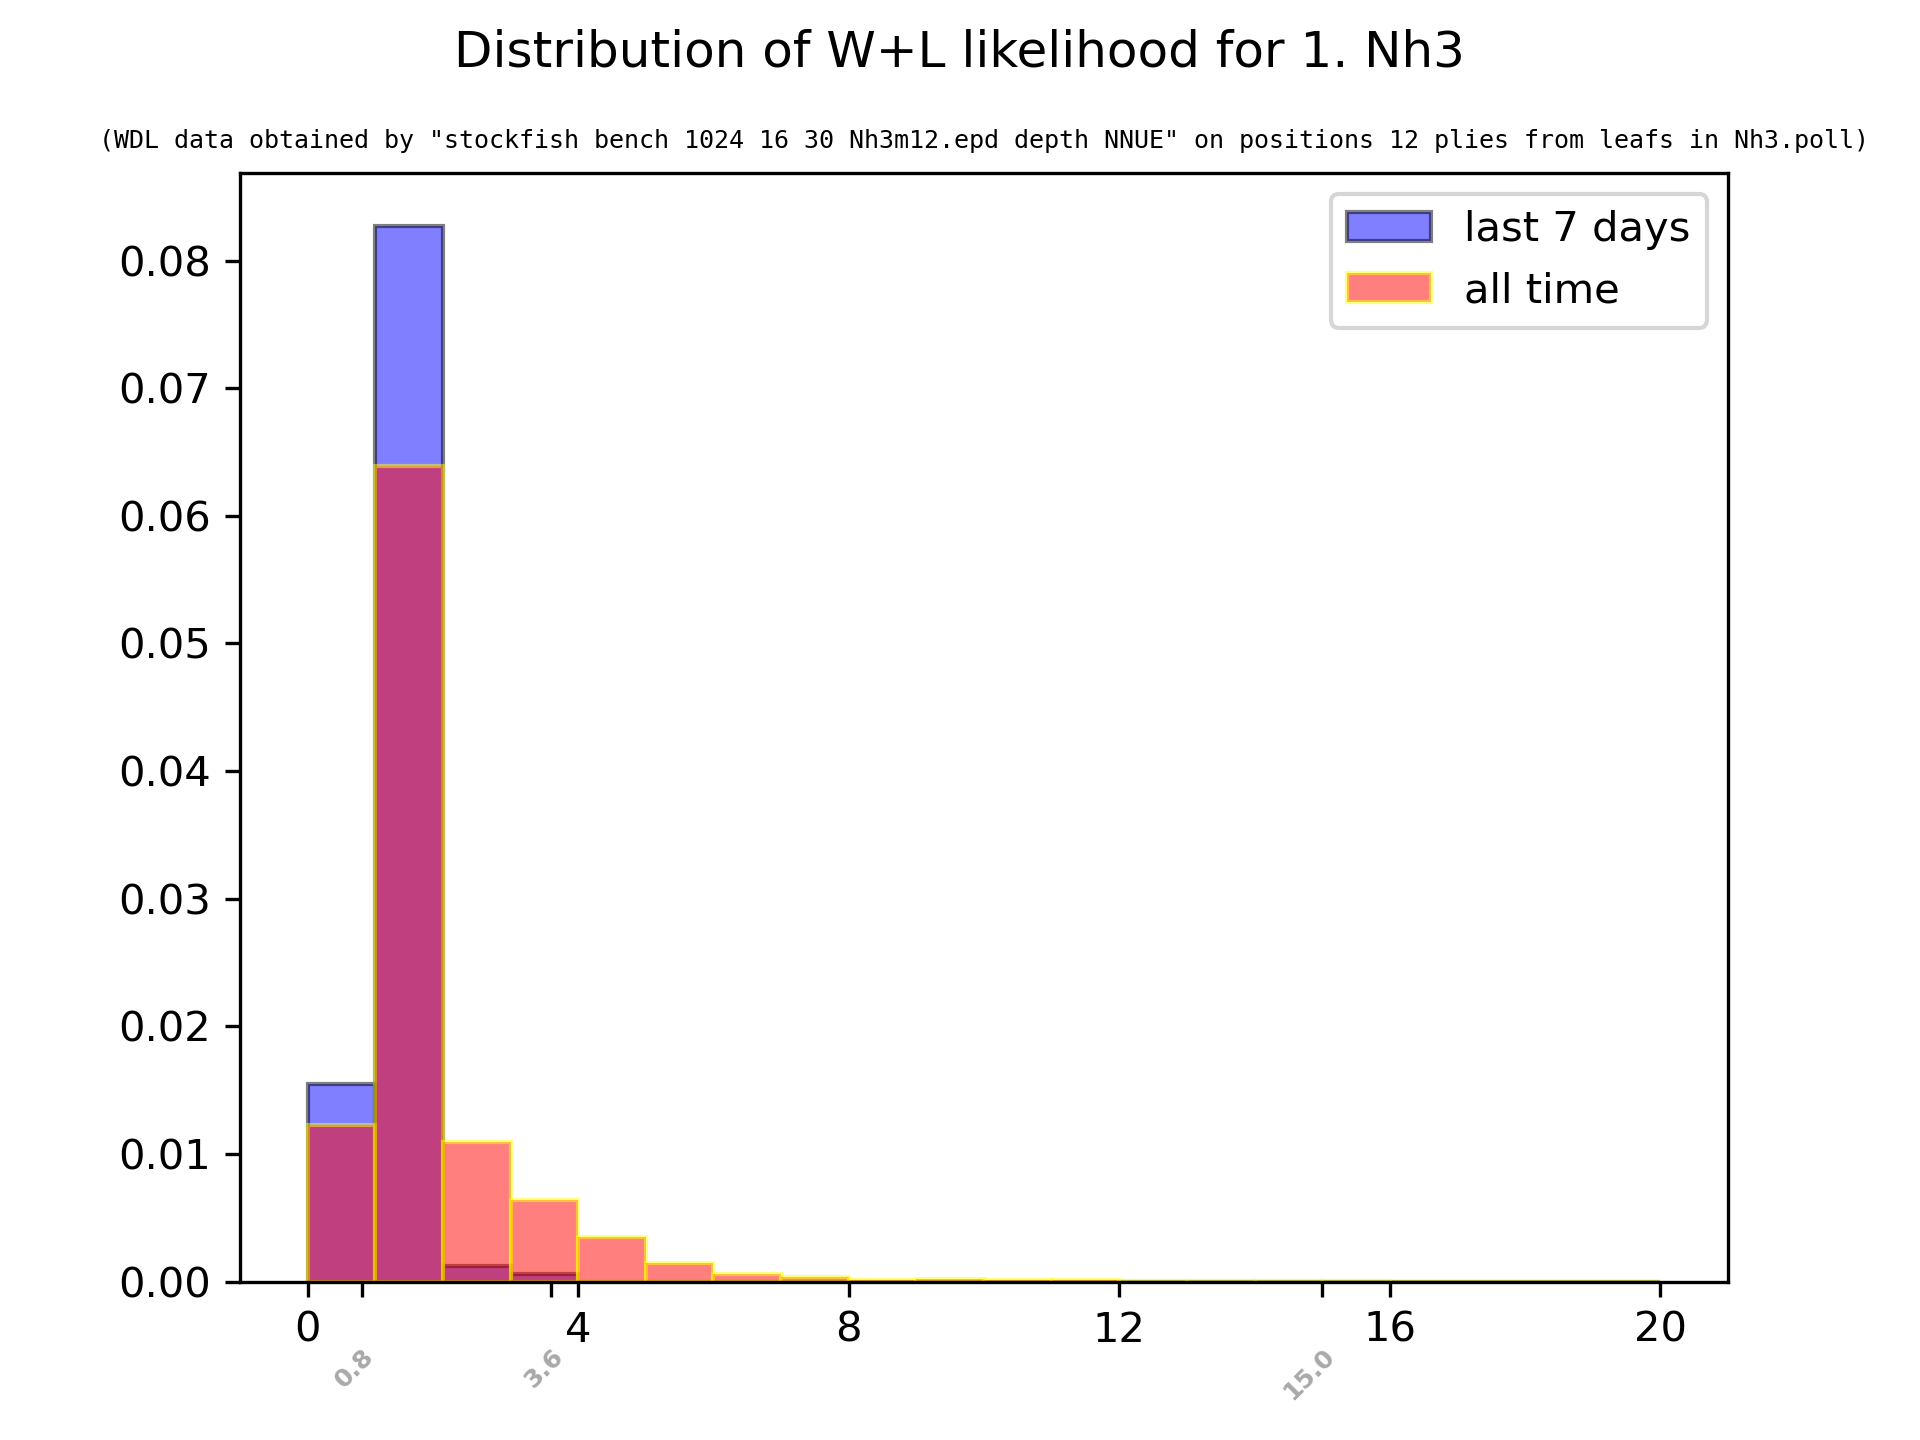 Distribution of W+L likelihood for 1. Nh3
(WDL data obtained by "stockfish bench 1024 16 30 Nh3m12.epd depth NNUE" on positions 12 plies from leafs in Nh3.poll)
last 7 days
all time
0.08
0.07
0.06
0.05
0.04
0.03
0.02
0.01
0.00
0 4 8 12 16 20
0.8 3.6 15.0